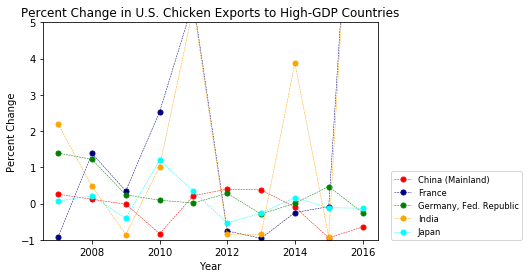 Percent Change in U.S. Chicken Exports to High-GDP Countries
5
4
3
2
1
0
−1
Percent Change
2008
2010
2012
2014
2016
Year
China (Mainland)
France
Germany, Fed. Republic
India
Japan